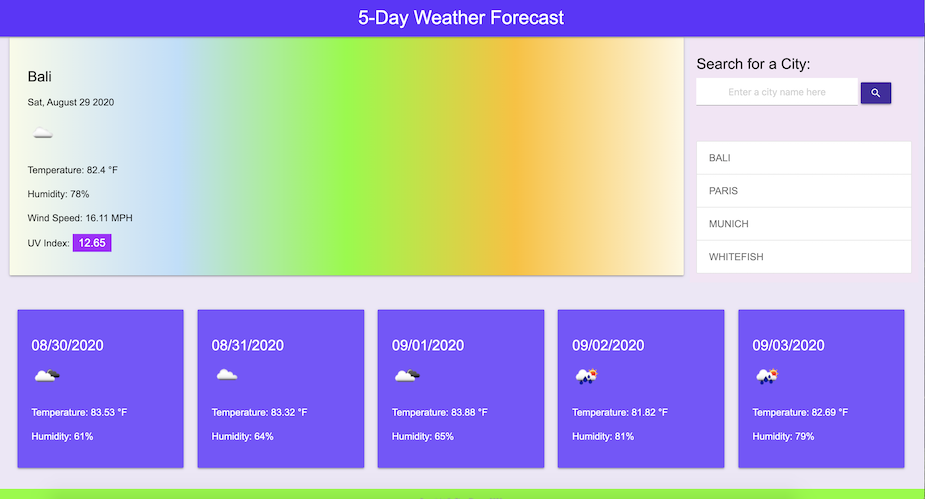 5-Day Weather Forecast
Bali
Sat, August 29 2020
Temperature: 82.4 °F
Humidity: 78%
Wind Speed: 16.11 MPH
UV Index: 12.65
Search for a City:
Enter a city name here
BALI
PARIS
MUNICH
WHITEFISH
08/30/2020
Temperature: 83.53 °F
Humidity: 61%
08/31/2020
Temperature: 83.32 °F
Humidity: 64%
09/01/2020
Temperature: 83.88 °F
Humidity: 65%
09/02/2020
Temperature: 81.82 °F
Humidity: 81%
09/03/2020
Temperature: 82.69 °F
Humidity: 79%